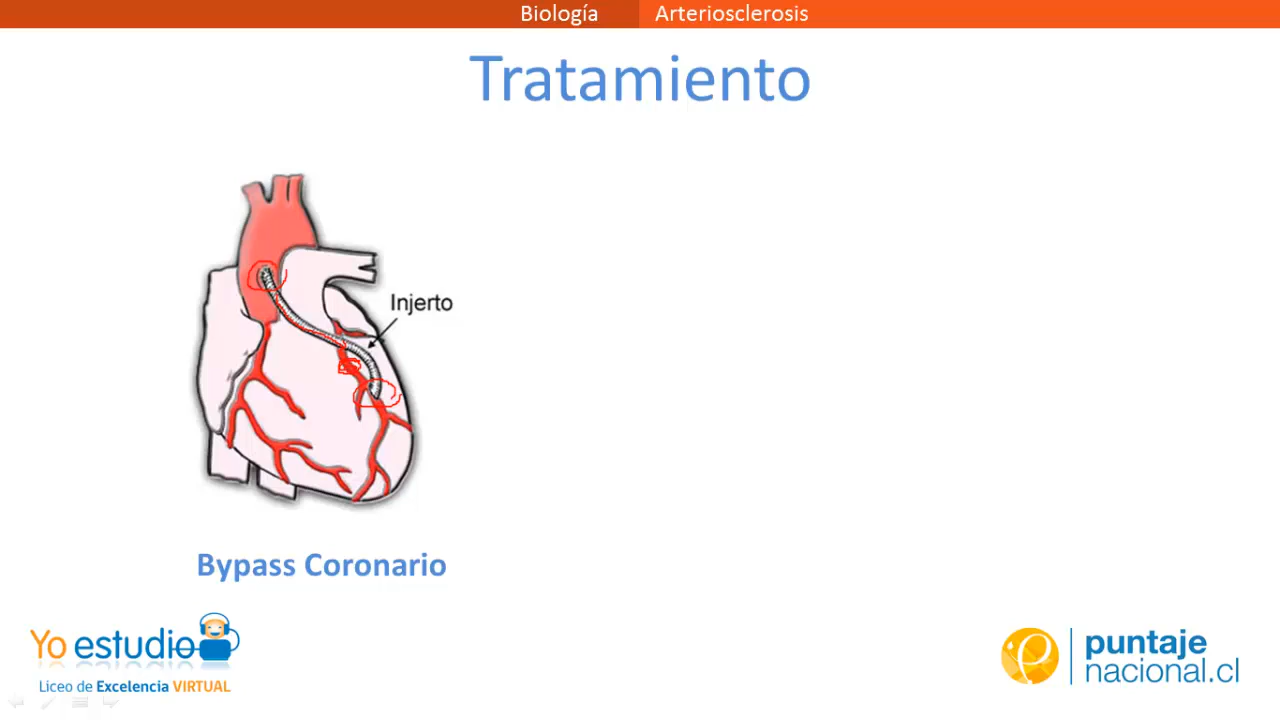 Biología Arteriosclerosis
Tratamiento
Injerto
Bypass Coronario
Yo estudio
Liceo de Excelencia VIRTUAL
puntaje
nacional.cl